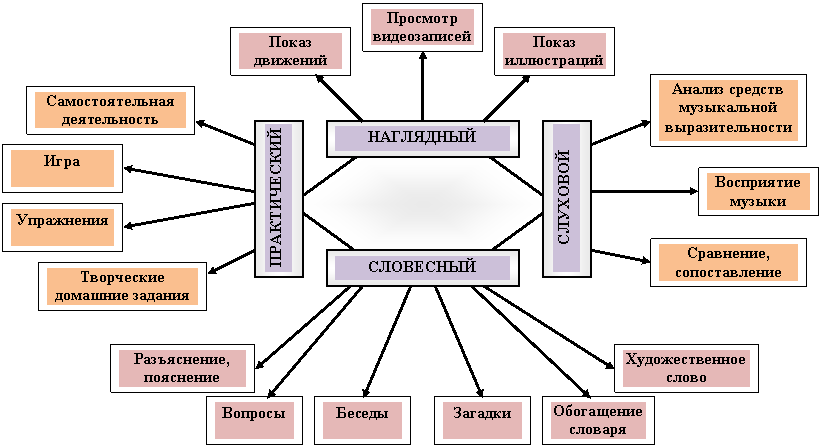 Просмотр
видеозаписей
Показ
движений
Показ
иллюстраций
Самостоятельная
деятельность
Игра
Упражнения
Творческие
домашние задания
ПРАКТИЧЕСКИЙ
НАГЛЯДНЫЙ
СЛОВЕСНЫЙ
СЛУХОВОЙ
Анализ средств
музыкальной
выразительности
Восприятие
музыки
Сравнение,
сопоставление
Разъяснение,
пояснение
Вопросы
Беседы
Загадки
Обогащение
словаря
Художественное
слово